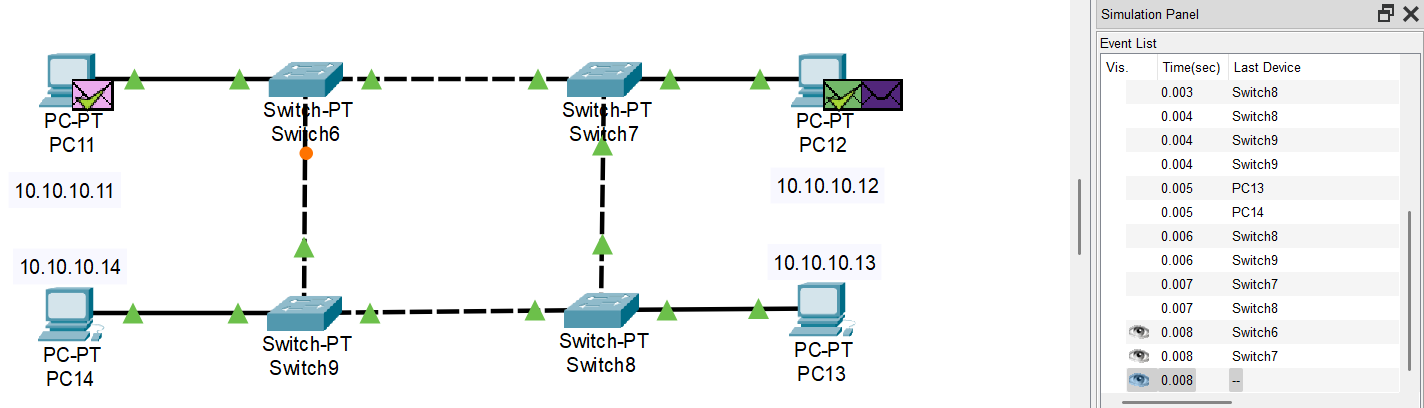 Simulation Panel
Event List
Vis. Time(sec) Last Device
0.003 Switch8
0.004 Switch8
0.004 Switch9
0.004 Switch9
0.005 PC13
0.005 PC14
0.006 Switch8
0.006 Switch9
0.007 Switch7
0.007 Switch8
0.008 Switch6
0.008 Switch7
0.008 --
PC-PT
PC11
Switch-PT
Switch6
Switch-PT
Switch7
PC-PT
PC12
10.10.10.11
10.10.10.12
10.10.10.14
10.10.10.13
PC-PT
PC14
Switch-PT
Switch9
Switch-PT
Switch8
PC-PT
PC13